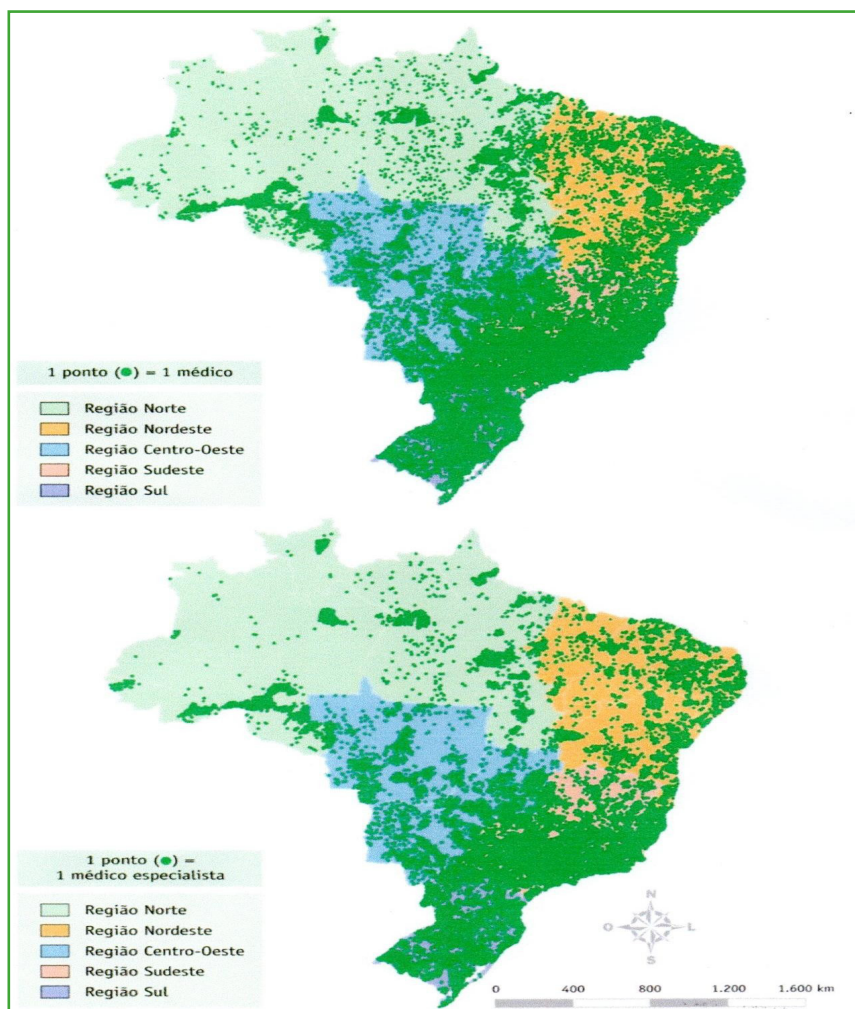 1 ponto (●) = 1 médico
Região Norte
Região Nordeste
Região Centro-Oeste
Região Sudeste
Região Sul
1 ponto (●) =
1 médico especialista
Região Norte
Região Nordeste
Região Centro-Oeste
Região Sudeste
Região Sul
N
O L
S
0 400 800 1.200 1.600 km